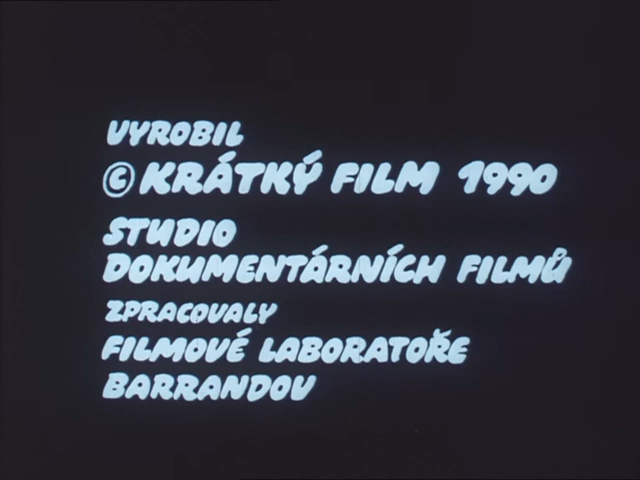 VYROBIL
© KRÁTKÝ FILM 1990
STUDIO
DOKUMENTÁRNÍCH FILMŮ
ZPRACOVALY
FILMOVÉ LABORATOŘE
BARRANDOV